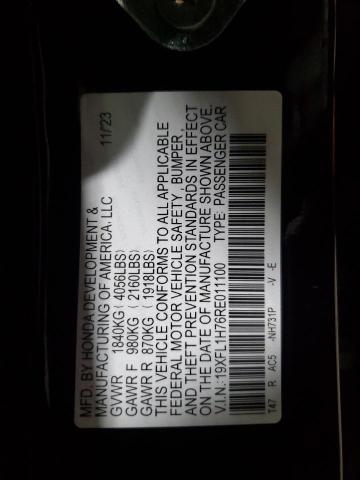 MFD. BY HONDA DEVELOPMENT &
MANUFACTURING OF AMERICA, LLC 11/23
GVWR 1840KG (4056LBS)
GAWR F 980KG (2160LBS)
GAWR R 870KG (1918LBS)
THIS VEHICLE CONFORMS TO ALL APPLICABLE
FEDERAL MOTOR VEHICLE SAFETY, BUMPER,
AND THEFT PREVENTION STANDARDS IN EFFECT
ON THE DATE OF MANUFACTURE SHOWN ABOVE.
V.I.N.: 19XFL1H76RE011100 TYPE: PASSENGER CAR
T47 R AC5 -NH731P -V -E